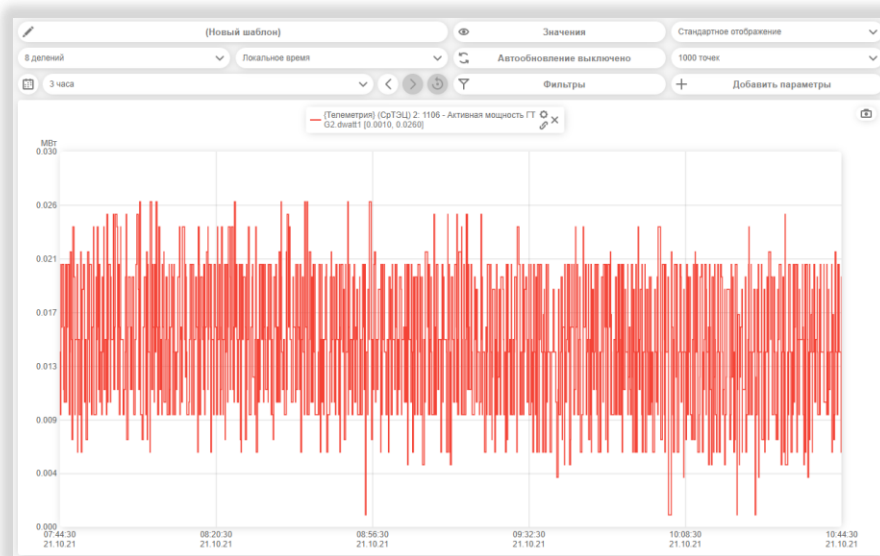 (Новый шаблон)
Значения
Стандартное отображение
8 делений
Локальное время
Автообновление выключено
1000 точек
3 часа
Фильтры
Добавить параметры
(Телеметрия) (СрТЭЦ) 2: 1106 - Активная мощность ГТ
G2.dwatt1 [0.0010, 0.0260]
МВт
0.030
0.026
0.021
0.017
0.013
0.009
0.004
0.000
07:44:30 08:20:30 08:56:30 09:32:30 10:08:30 10:44:30
21.10.21 21.10.21 21.10.21 21.10.21 21.10.21 21.10.21